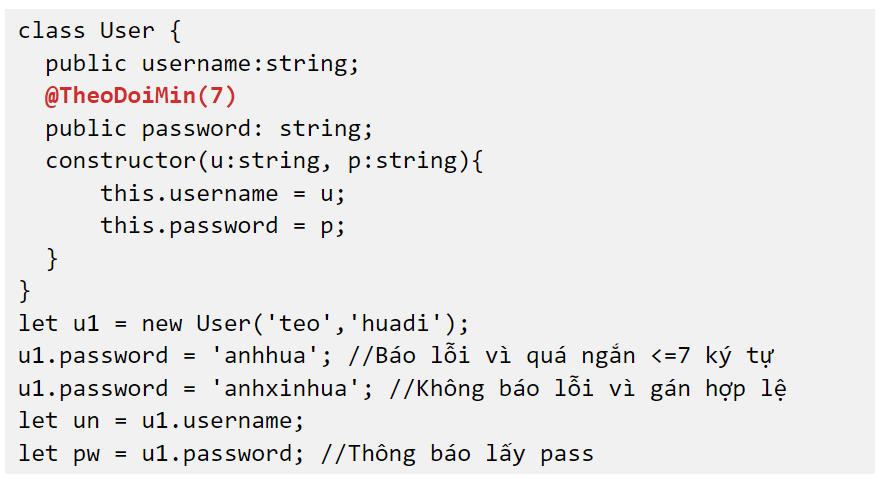 class User {
  public username:string;
  @TheoDoiMin(7)
  public password: string;
  constructor(u:string, p:string){
      this.username = u;
      this.password = p;
  }
}
let u1 = new User('teo','huadi');
u1.password = 'anhhua'; //Báo lỗi vì quá ngắn <=7 ký tự
u1.password = 'anhxinhua'; //Không báo lỗi vì gán hợp lệ
let un = u1.username;
let pw = u1.password; //Thông báo lấy pass